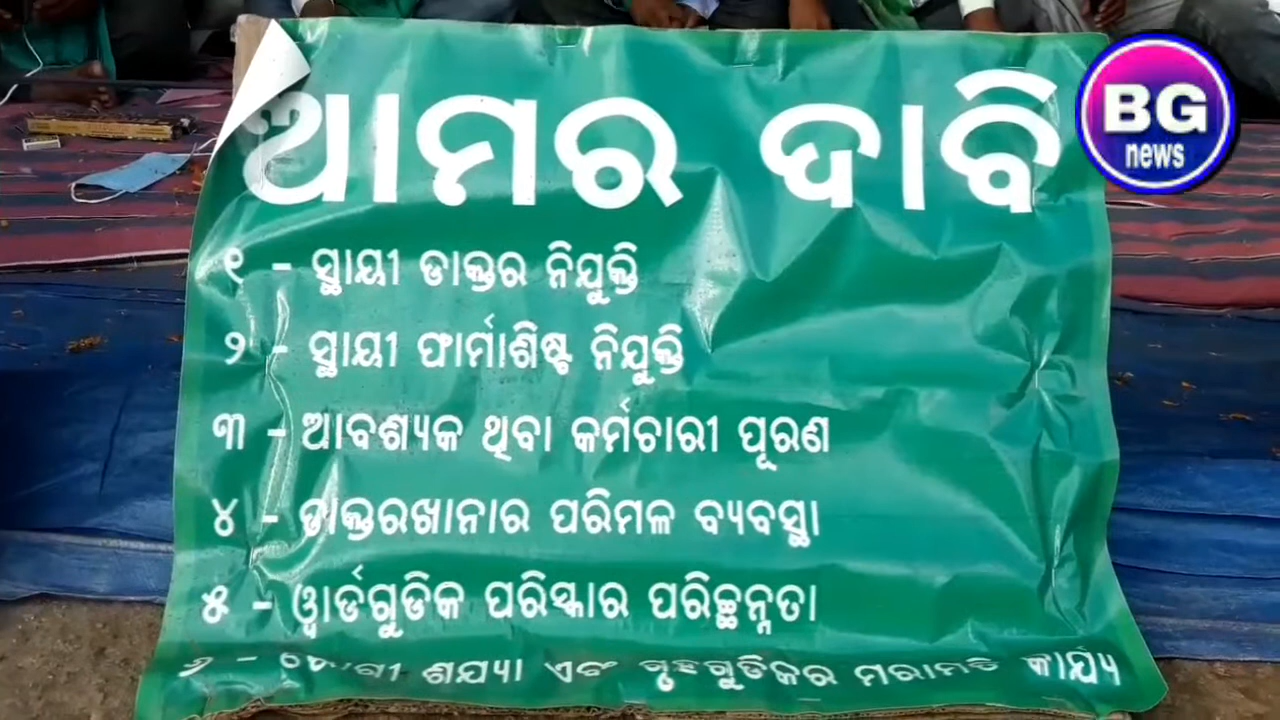 ଆମର ଦାବି
BG
news
୧ - ସ୍ଥାୟୀ ଡାକ୍ତର ନିଯୁକ୍ତି
୨ - ସ୍ଥାୟୀ ଫାର୍ମାଶିଷ୍ଟ ନିଯୁକ୍ତି
୩ - ଆବଶ୍ୟକ ଥିବା କର୍ମଚାରୀ ପୂରଣ
୪ - ଡାକ୍ତରଖାନାର ପରିମଳ ବ୍ୟବସ୍ଥା
୫ - ୱାର୍ଡଗୁଡିକ ପରିସ୍କାର ପରିଚ୍ଛନ୍ନତା
୬ - ରୋଗୀ ଶଯ୍ୟା ଏବଂ ଗୃହଗୁଡିକର ମରାମତି କାର୍ଯ୍ୟ